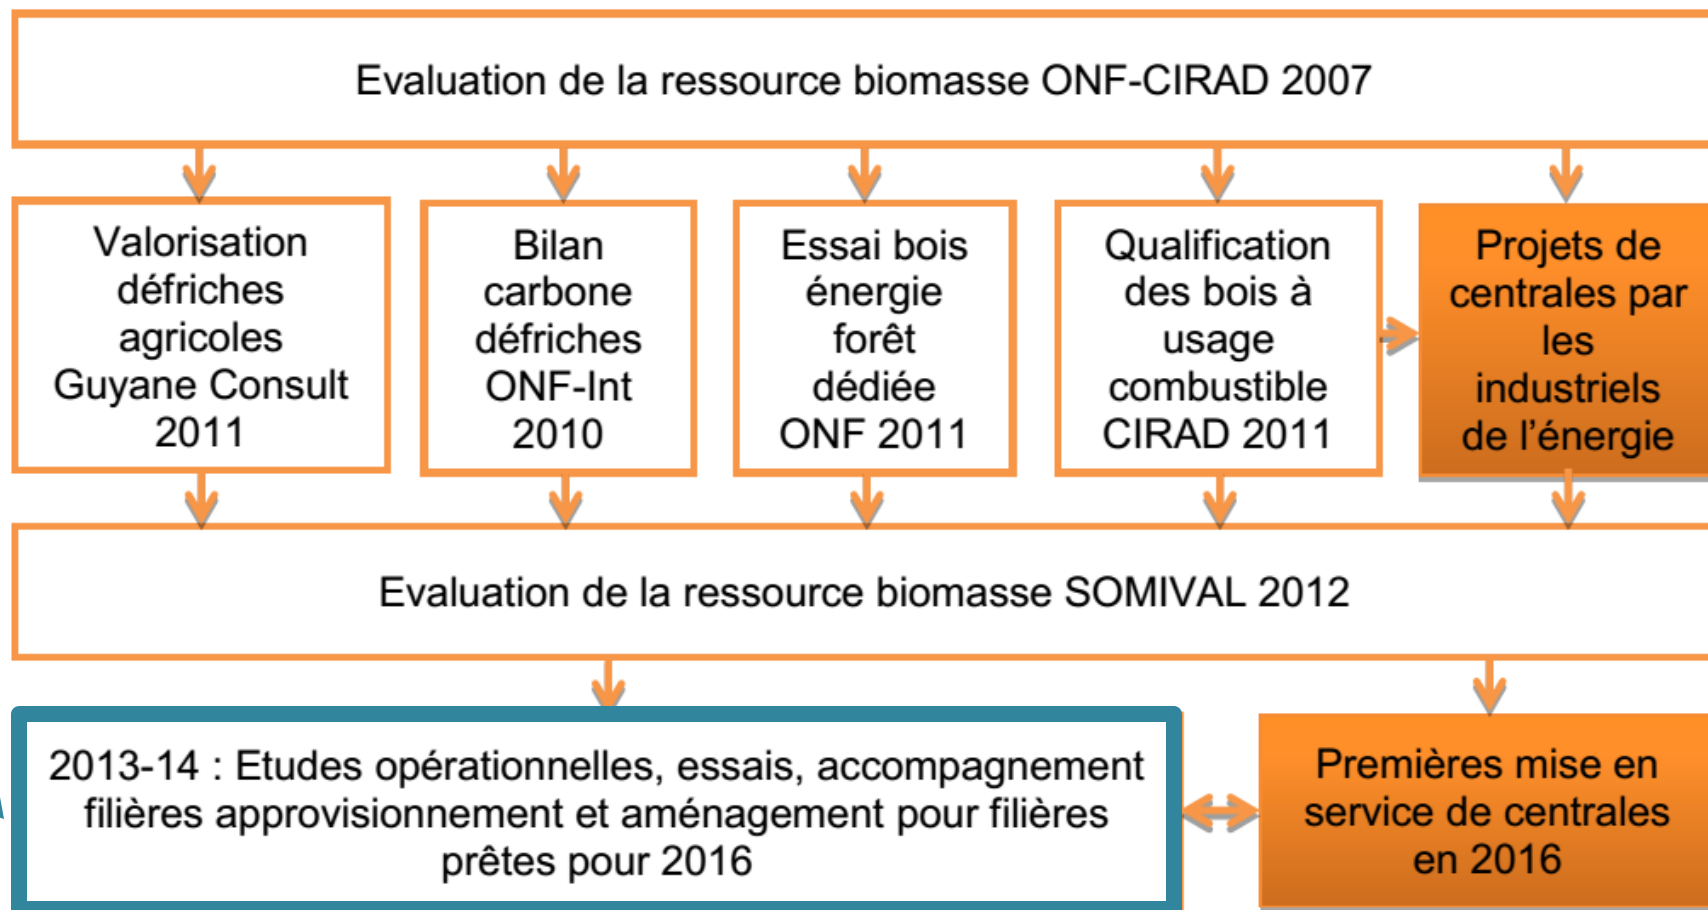 Evaluation de la ressource biomasse ONF-CIRAD 2007
Valorisation
défriches
agricoles
Guyane Consult
2011
Bilan
carbone
défriches
ONF-Int
2010
Essai bois
énergie
forêt
dédiée
ONF 2011
Qualification
des bois à
usage
combustible
CIRAD 2011
Projets de
centrales par
les
industriels
de l'énergie
Evaluation de la ressource biomasse SOMIVAL 2012
2013-14 : Etudes opérationnelles, essais, accompagnement
filières approvisionnement et aménagement pour filières
prêtes pour 2016
Premières mise en
service de centrales
en 2016